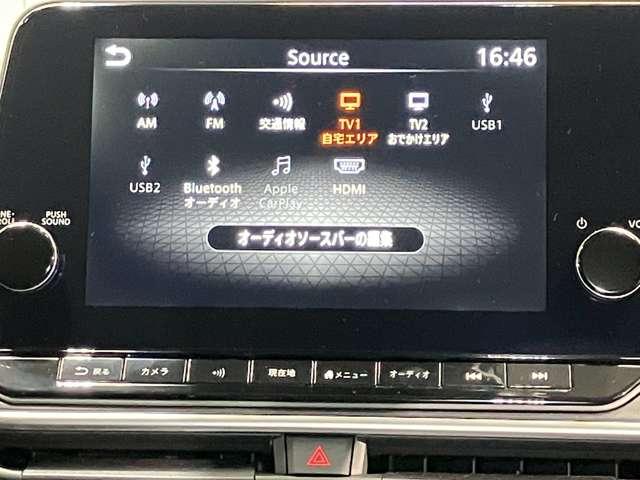 Source 16:46
AM FM 交通情報 TV1 TV2 USB1
自宅エリア おでかけエリア
USB2 Bluetooth Apple HDMI
オーディオ CarPlay
PUSH
SOUND
オーディオソースバーの編集
戻る カメラ 現在地 メニュー オーディオ